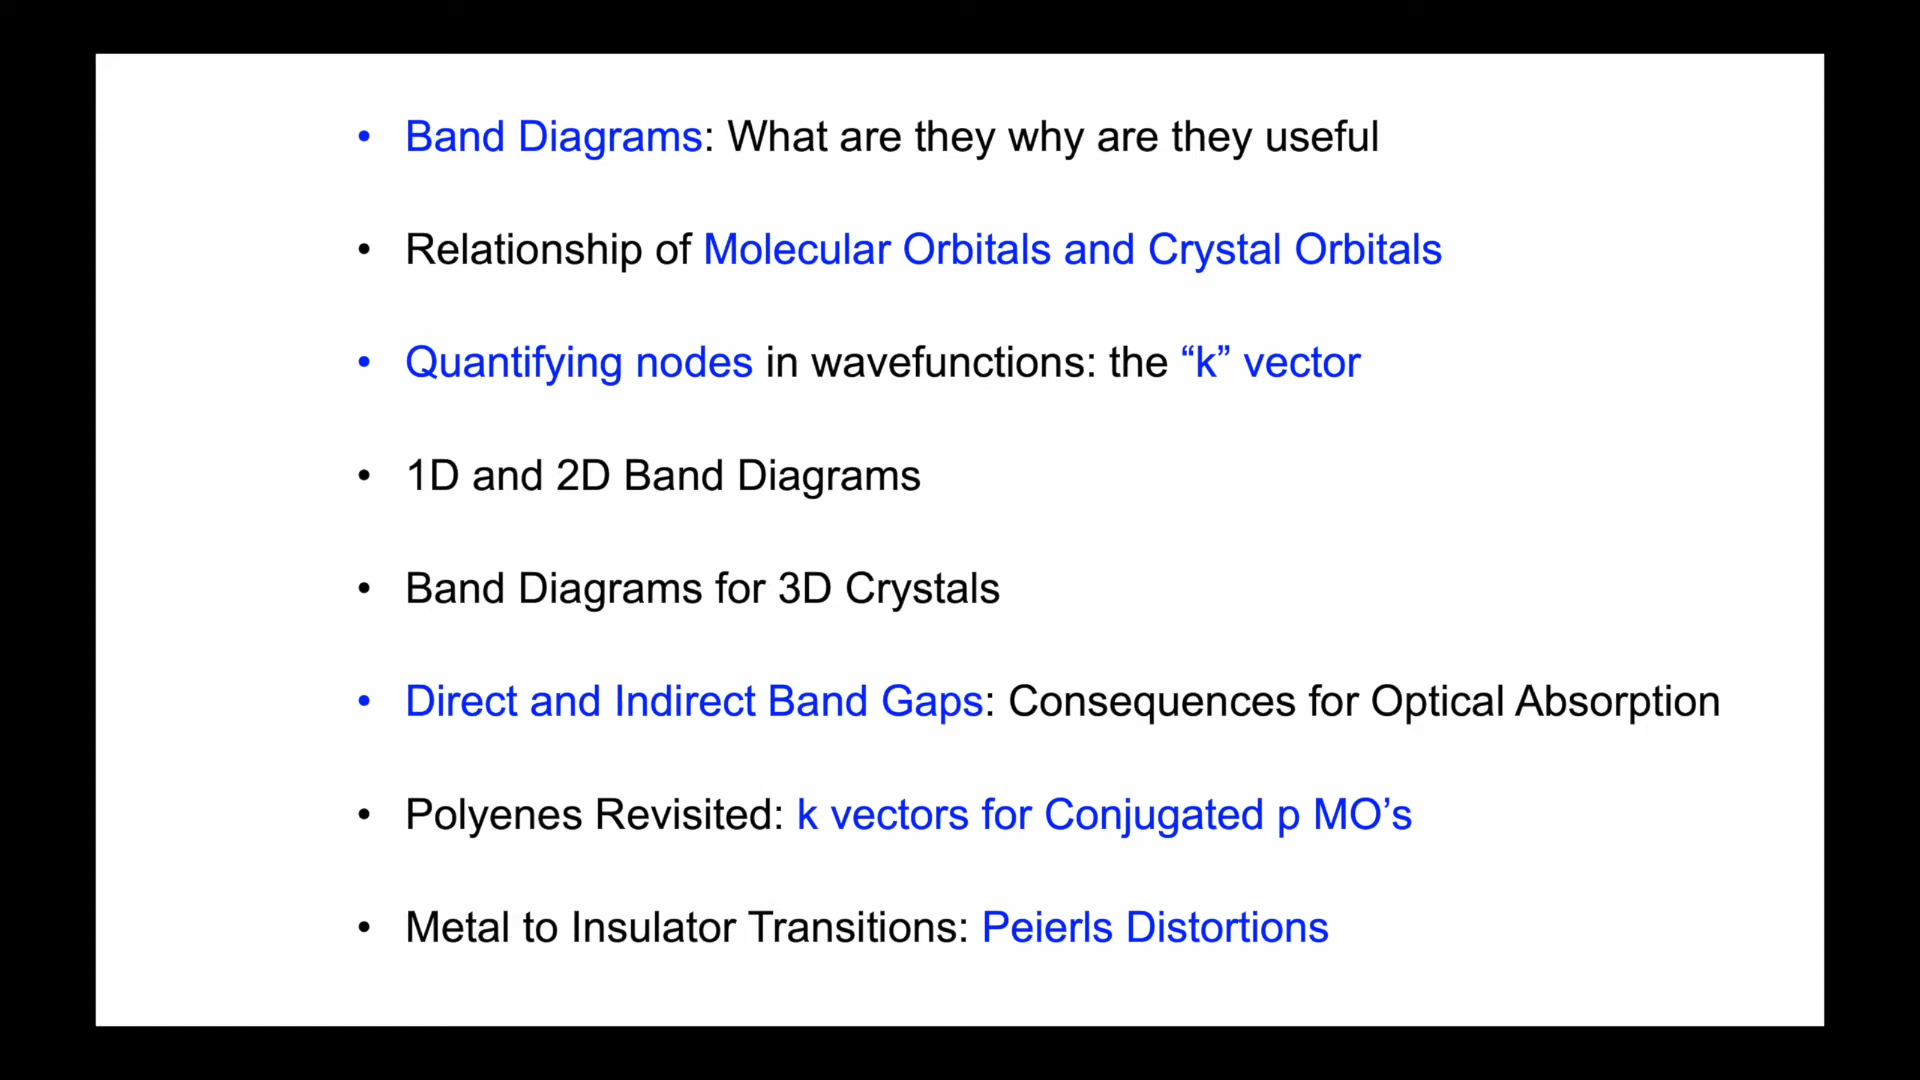 • Band Diagrams: What are they why are they useful
• Relationship of Molecular Orbitals and Crystal Orbitals
• Quantifying nodes in wavefunctions: the “k” vector
• 1D and 2D Band Diagrams
• Band Diagrams for 3D Crystals
• Direct and Indirect Band Gaps: Consequences for Optical Absorption
• Polyenes Revisited: k vectors for Conjugated p MO’s
• Metal to Insulator Transitions: Peierls Distortions